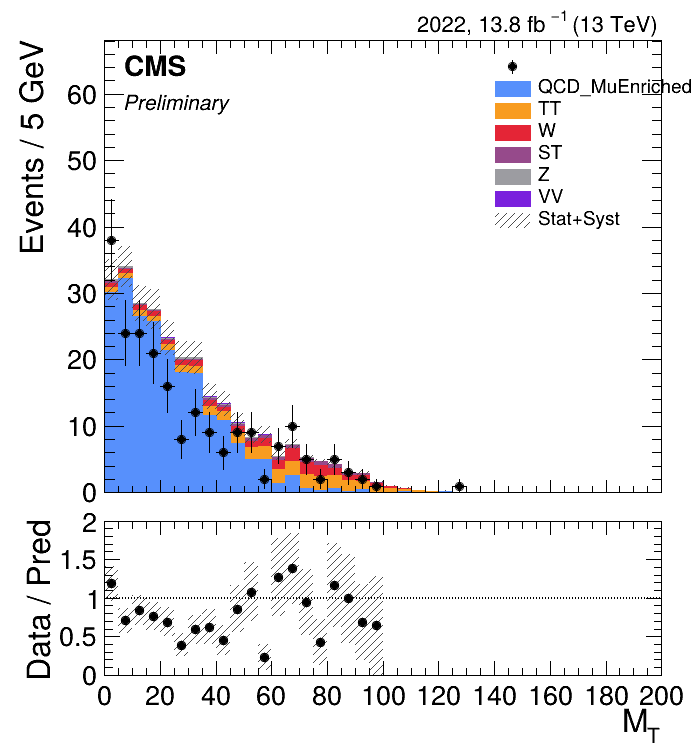 2022, 13.8 fb⁻¹ (13 TeV)
CMS
Preliminary
QCD_MuEnriched
TT
W
ST
Z
VV
Stat+Syst
Events / 5 GeV
60
50
40
30
20
10
0
Data / Pred
2
1.5
1
0.5
0
0 20 40 60 80 100 120 140 160 180 200
M_T